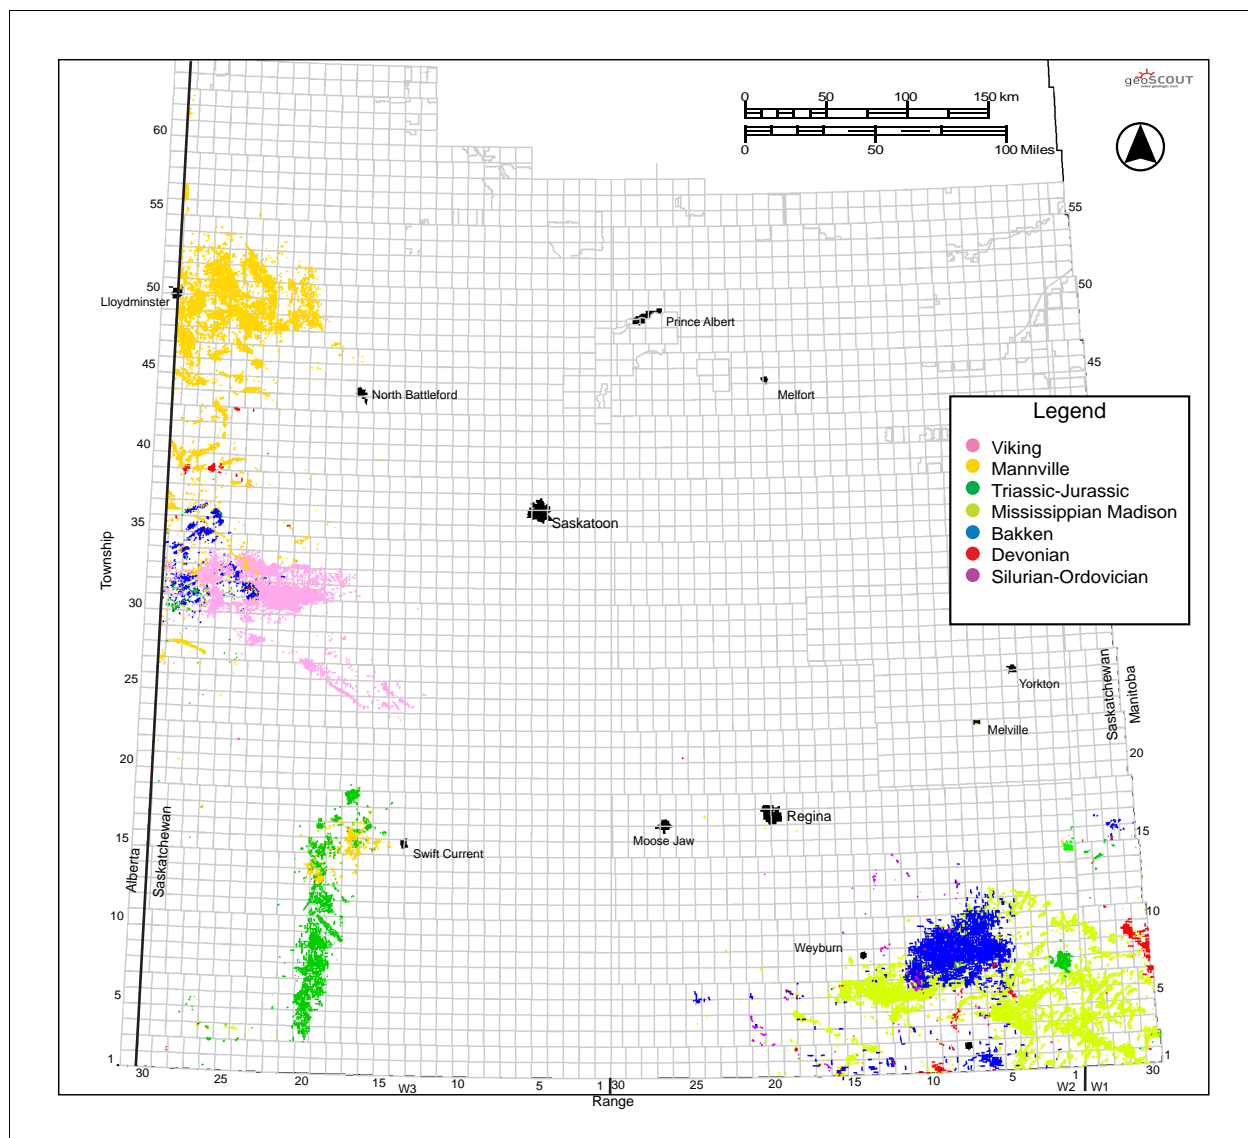 geoSCOUT
www.geologic.com
0 50 100 150 km
0 50 100 Miles
60
55
50
45
40
35
30
25
20
15
10
5
1
Township
55
50
45
20
15
10
5
1
Lloydminster
Prince Albert
North Battleford
Melfort
Saskatoon
Legend
Viking
Mannville
Triassic-Jurassic
Mississippian Madison
Bakken
Devonian
Silurian-Ordovician
Yorkton
Melville
Saskatchewan
Manitoba
Alberta
Saskatchewan
Regina
Moose Jaw
Swift Current
Weyburn
30 25 20 15 10 5 1 30 25 20 15 10 5 1 30
W3 W2 W1
Range